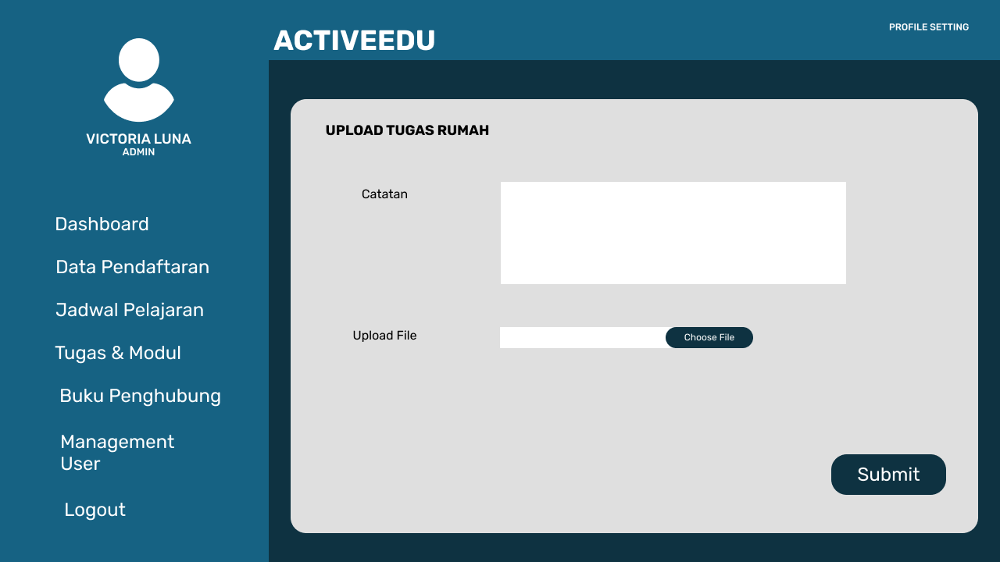 ACTIVEEDU
PROFILE SETTING
VICTORIA LUNA
ADMIN
Dashboard
Data Pendaftaran
Jadwal Pelajaran
Tugas & Modul
Buku Penghubung
Management
User
Logout
UPLOAD TUGAS RUMAH
Catatan
Upload File
Choose File
Submit